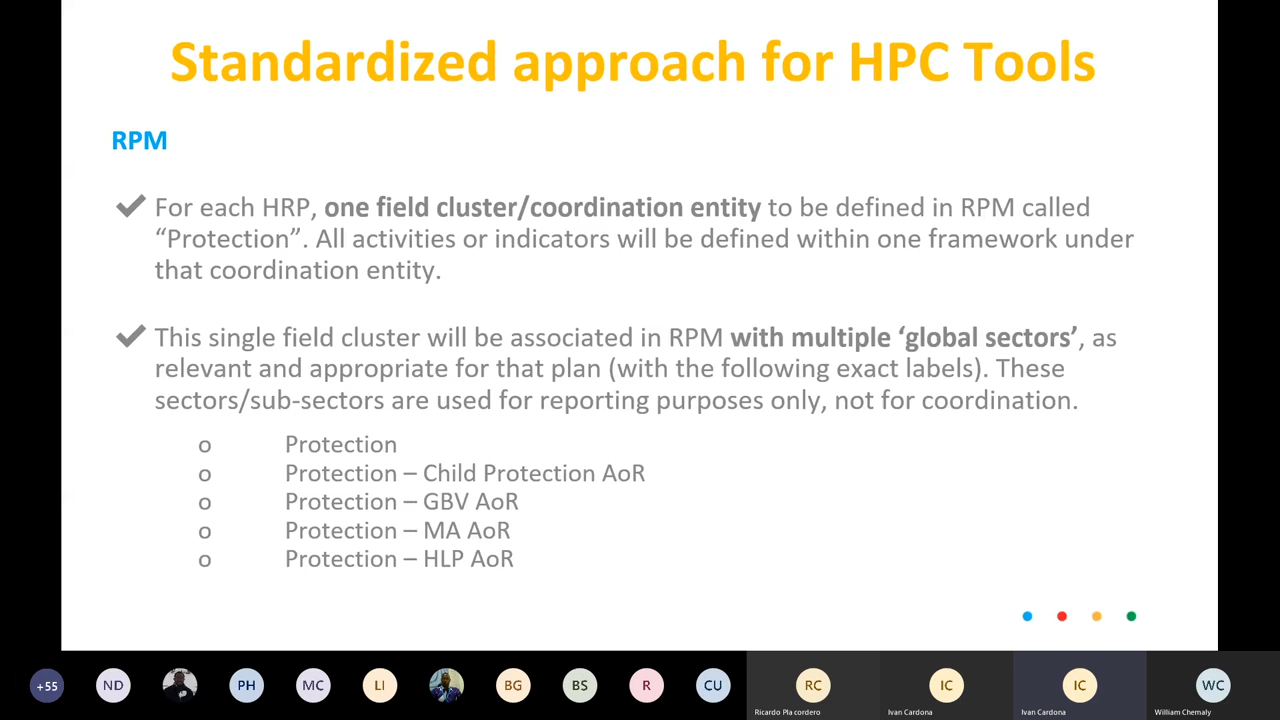 Standardized approach for HPC Tools
RPM
For each HRP, one field cluster/coordination entity to be defined in RPM called
“Protection”. All activities or indicators will be defined within one framework under
that coordination entity.
This single field cluster will be associated in RPM with multiple ‘global sectors’, as
relevant and appropriate for that plan (with the following exact labels). These
sectors/sub-sectors are used for reporting purposes only, not for coordination.
o Protection
o Protection – Child Protection AoR
o Protection – GBV AoR
o Protection – MA AoR
o Protection – HLP AoR
+55 ND PH MC LI BG BS R CU RC IC IC WC
Ricardo Pla cordero Ivan Cardona Ivan Cardona William Chemaly